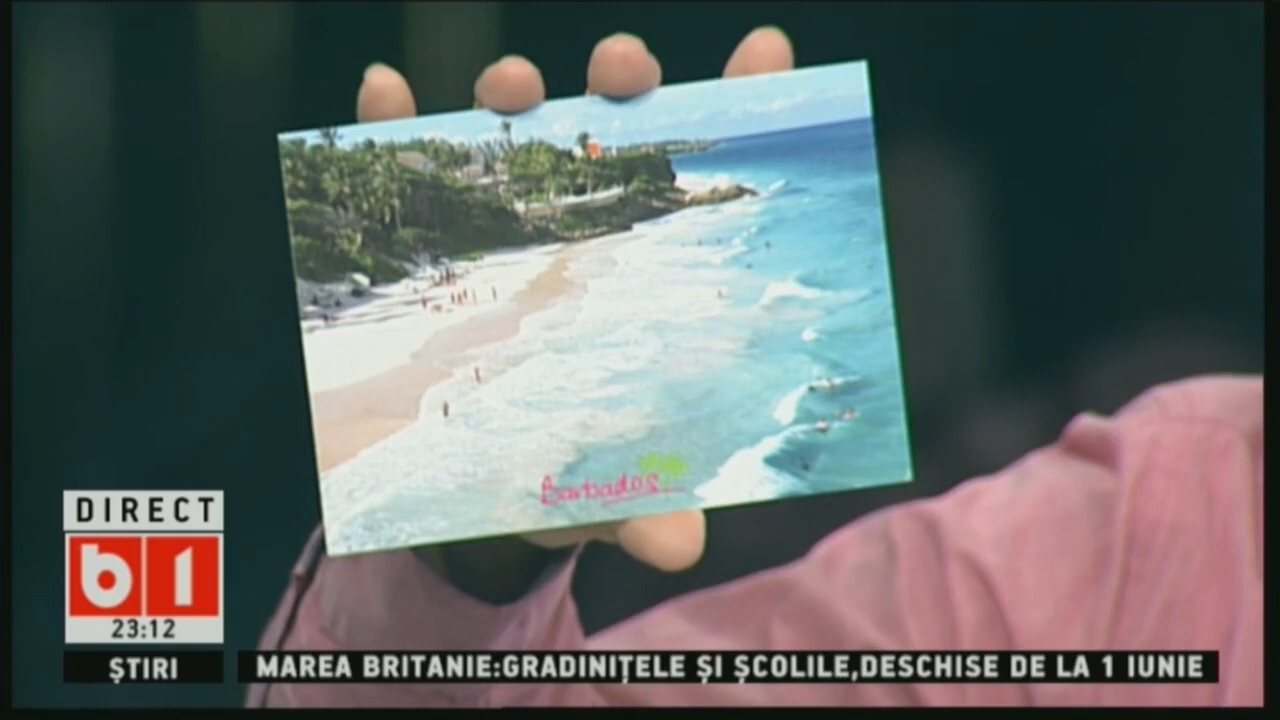 Barbados
DIRECT
b1
23:12
ȘTIRI
MAREA BRITANIE:GRADINIȚELE ȘI ȘCOLILE,DESCHISE DE LA 1 IUNIE